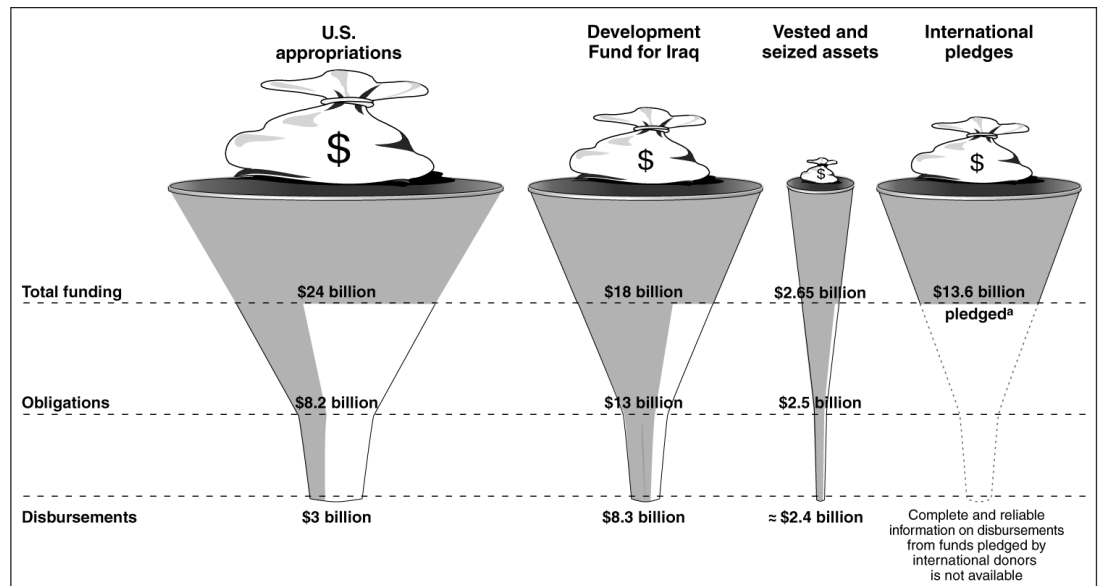 U.S.
appropriations
Development
Fund for Iraq
Vested and
seized assets
International
pledges
$
$
$
$
Total funding
$24 billion
$18 billion
$2.65 billion
$13.6 billion
pledgedᵃ
Obligations
$8.2 billion
$13 billion
$2.5 billion
Disbursements
$3 billion
$8.3 billion
≈ $2.4 billion
Complete and reliable
information on disbursements
from funds pledged by
international donors
is not available